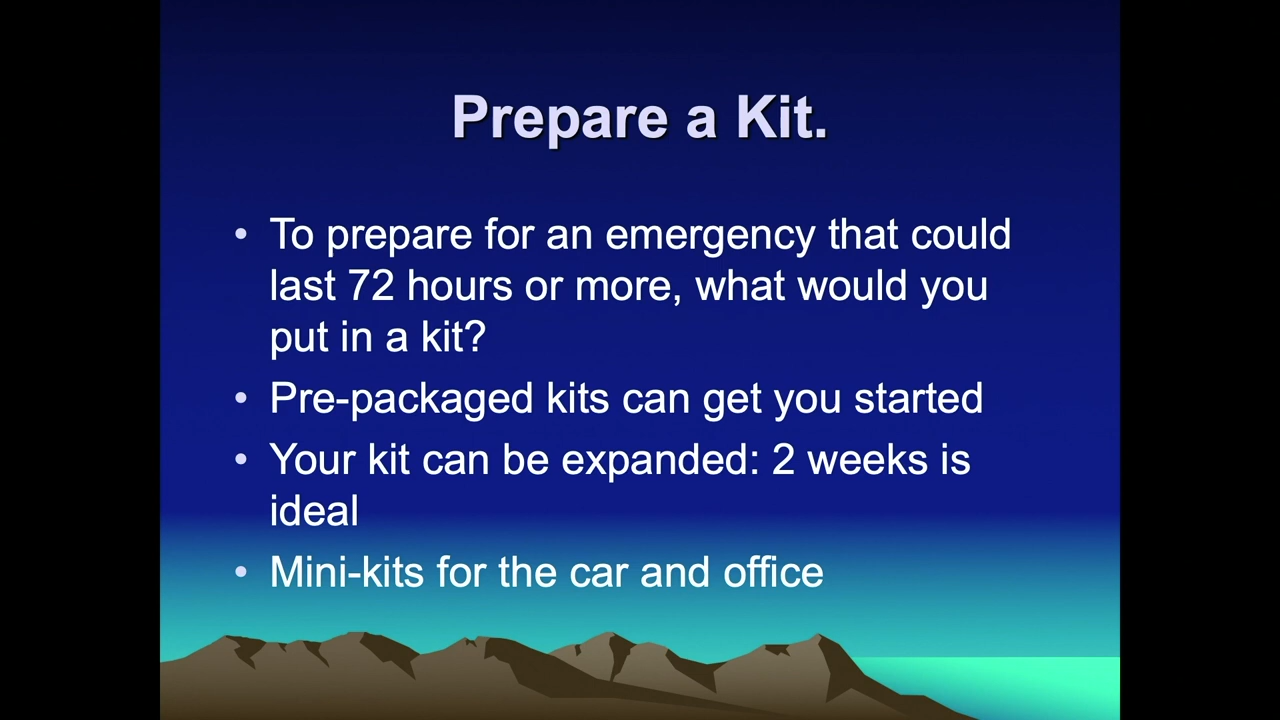 Prepare a Kit.
• To prepare for an emergency that could
last 72 hours or more, what would you
put in a kit?
• Pre-packaged kits can get you started
• Your kit can be expanded: 2 weeks is
ideal
• Mini-kits for the car and office